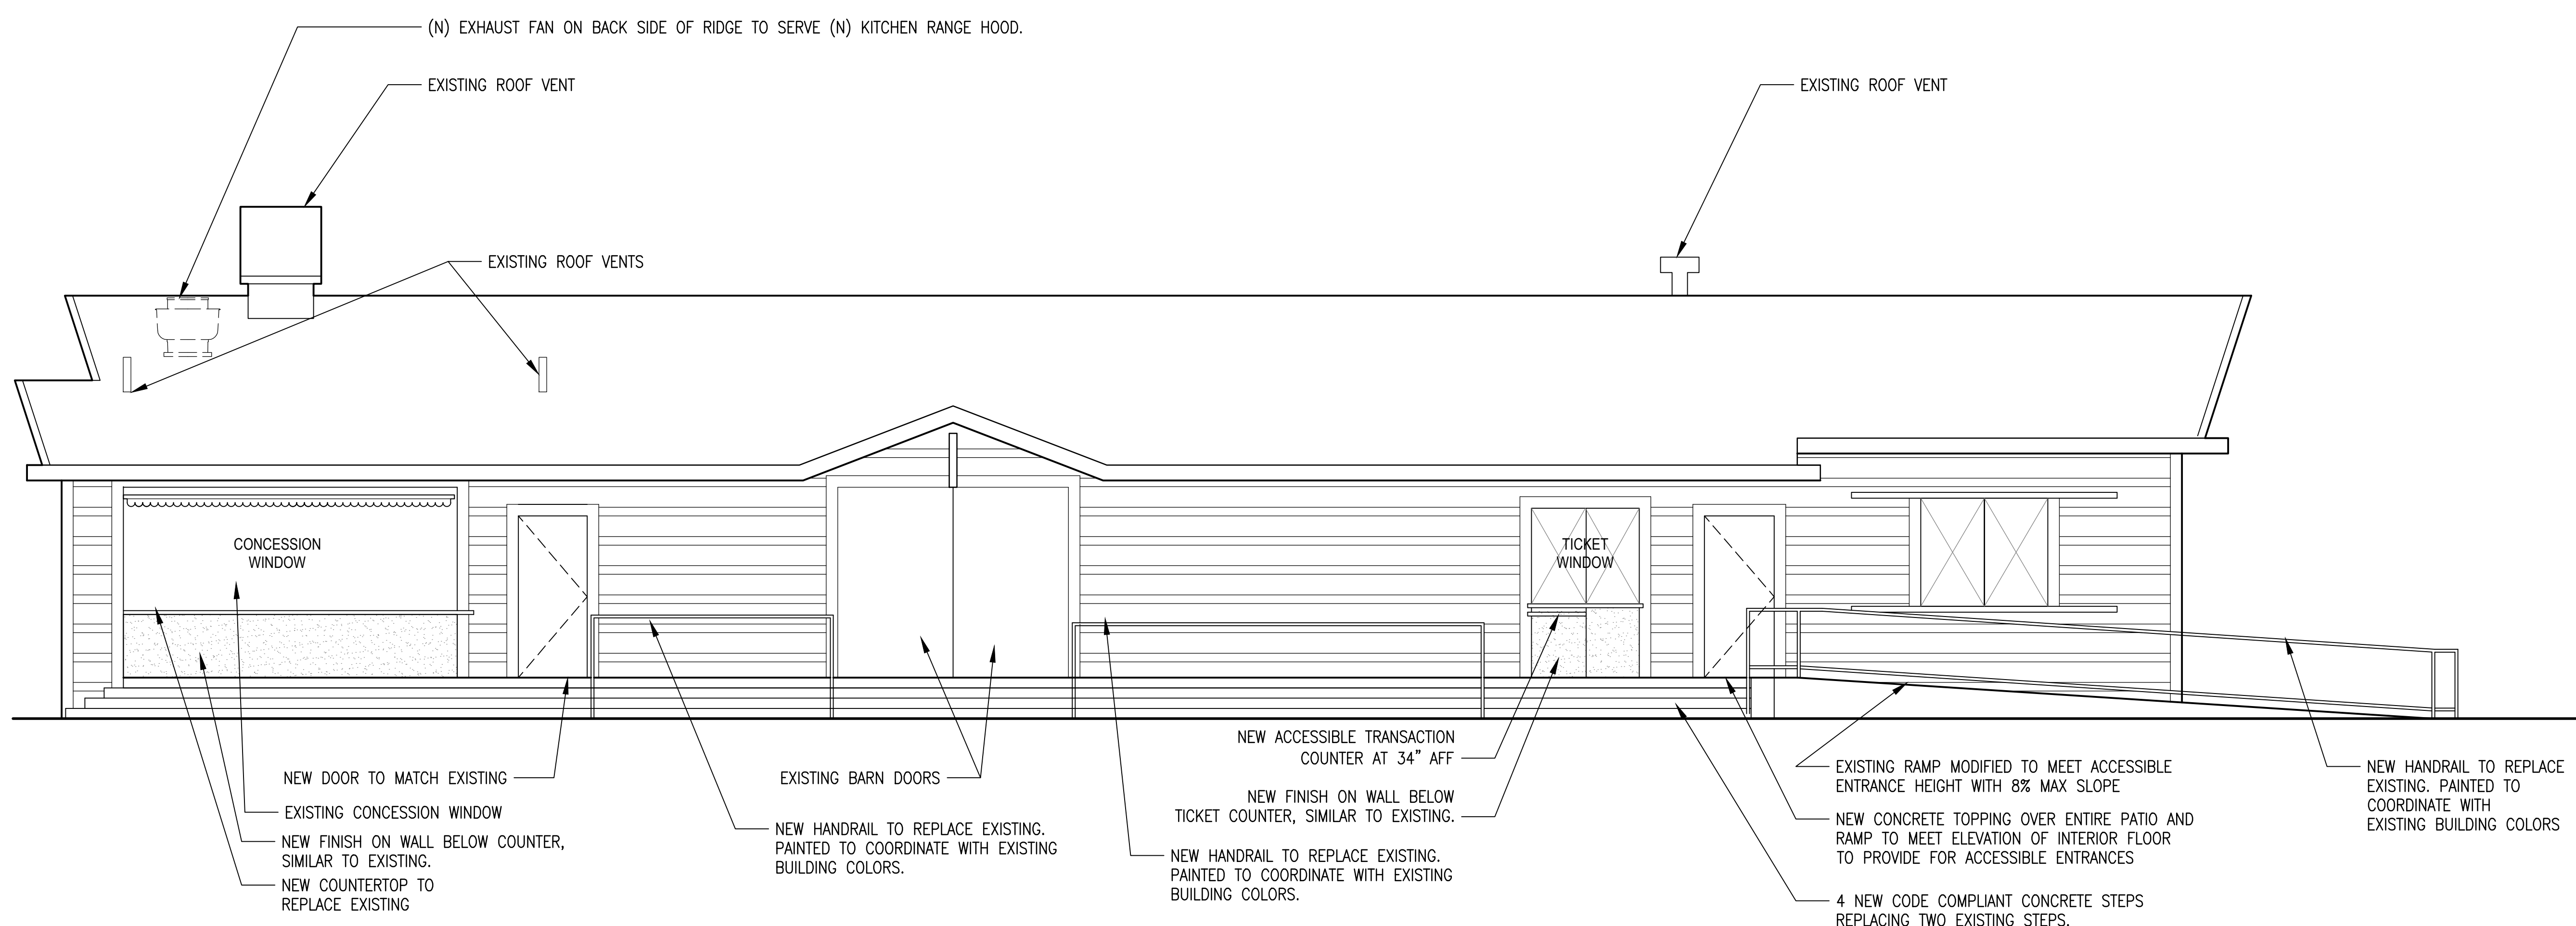 (N) EXHAUST FAN ON BACK SIDE OF RIDGE TO SERVE (N) KITCHEN RANGE HOOD.
EXISTING ROOF VENT
EXISTING ROOF VENT
EXISTING ROOF VENTS
CONCESSION
WINDOW
TICKET
WINDOW
NEW DOOR TO MATCH EXISTING
EXISTING CONCESSION WINDOW
NEW FINISH ON WALL BELOW COUNTER,
SIMILAR TO EXISTING.
NEW COUNTERTOP TO
REPLACE EXISTING
EXISTING BARN DOORS
NEW HANDRAIL TO REPLACE EXISTING.
PAINTED TO COORDINATE WITH EXISTING
BUILDING COLORS.
NEW ACCESSIBLE TRANSACTION
COUNTER AT 34" AFF
NEW FINISH ON WALL BELOW
TICKET COUNTER, SIMILAR TO EXISTING.
NEW HANDRAIL TO REPLACE EXISTING.
PAINTED TO COORDINATE WITH EXISTING
BUILDING COLORS.
EXISTING RAMP MODIFIED TO MEET ACCESSIBLE
ENTRANCE HEIGHT WITH 8% MAX SLOPE
NEW CONCRETE TOPPING OVER ENTIRE PATIO AND
RAMP TO MEET ELEVATION OF INTERIOR FLOOR
TO PROVIDE FOR ACCESSIBLE ENTRANCES
4 NEW CODE COMPLIANT CONCRETE STEPS
REPLACING TWO EXISTING STEPS.
NEW HANDRAIL TO REPLACE
EXISTING. PAINTED TO
COORDINATE WITH
EXISTING BUILDING COLORS